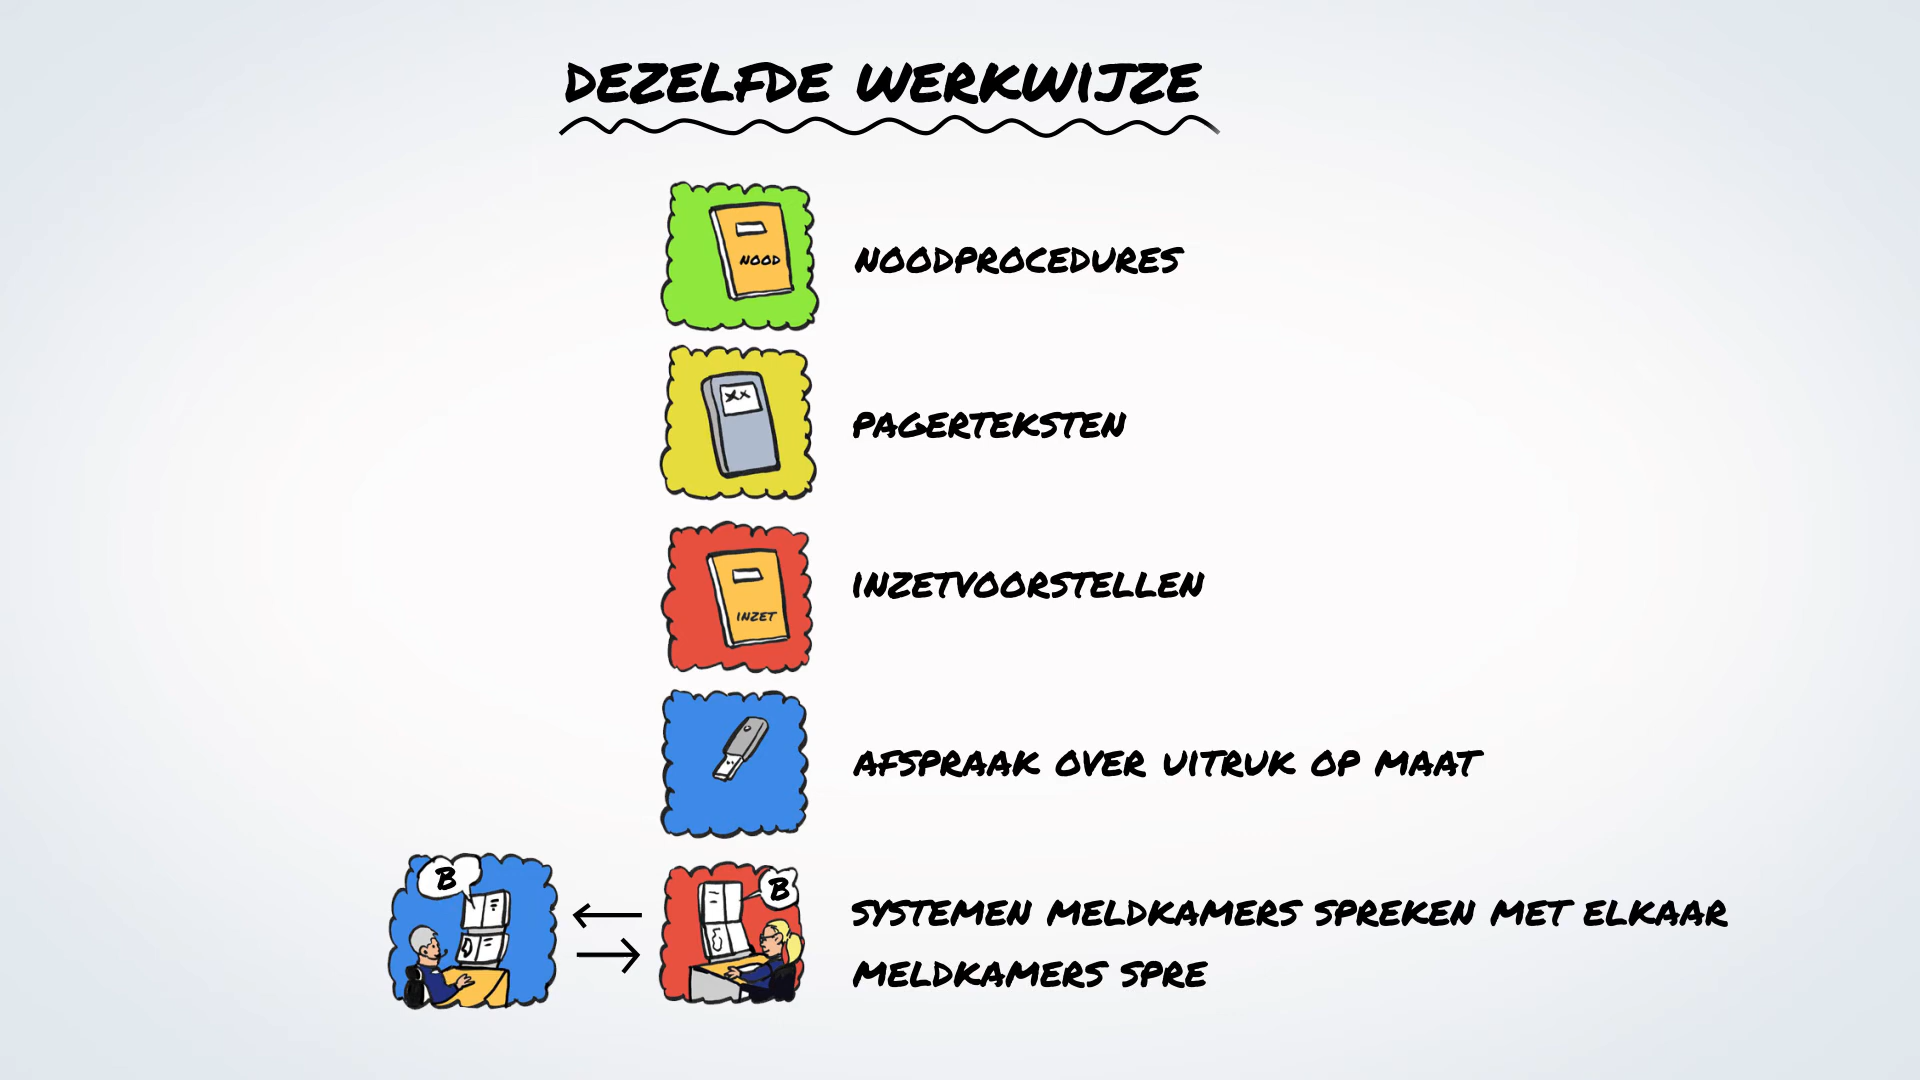 DEZELFDE WERKWIJZE
NOOD
NOODPROCEDURES
XX
PAGERTEKSTEN
INZET
INZETVOORSTELLEN
AFSPRAAK OVER UITRUK OP MAAT
B
B
SYSTEMEN MELDKAMERS SPREKEN MET ELKAAR
MELDKAMERS SPRE